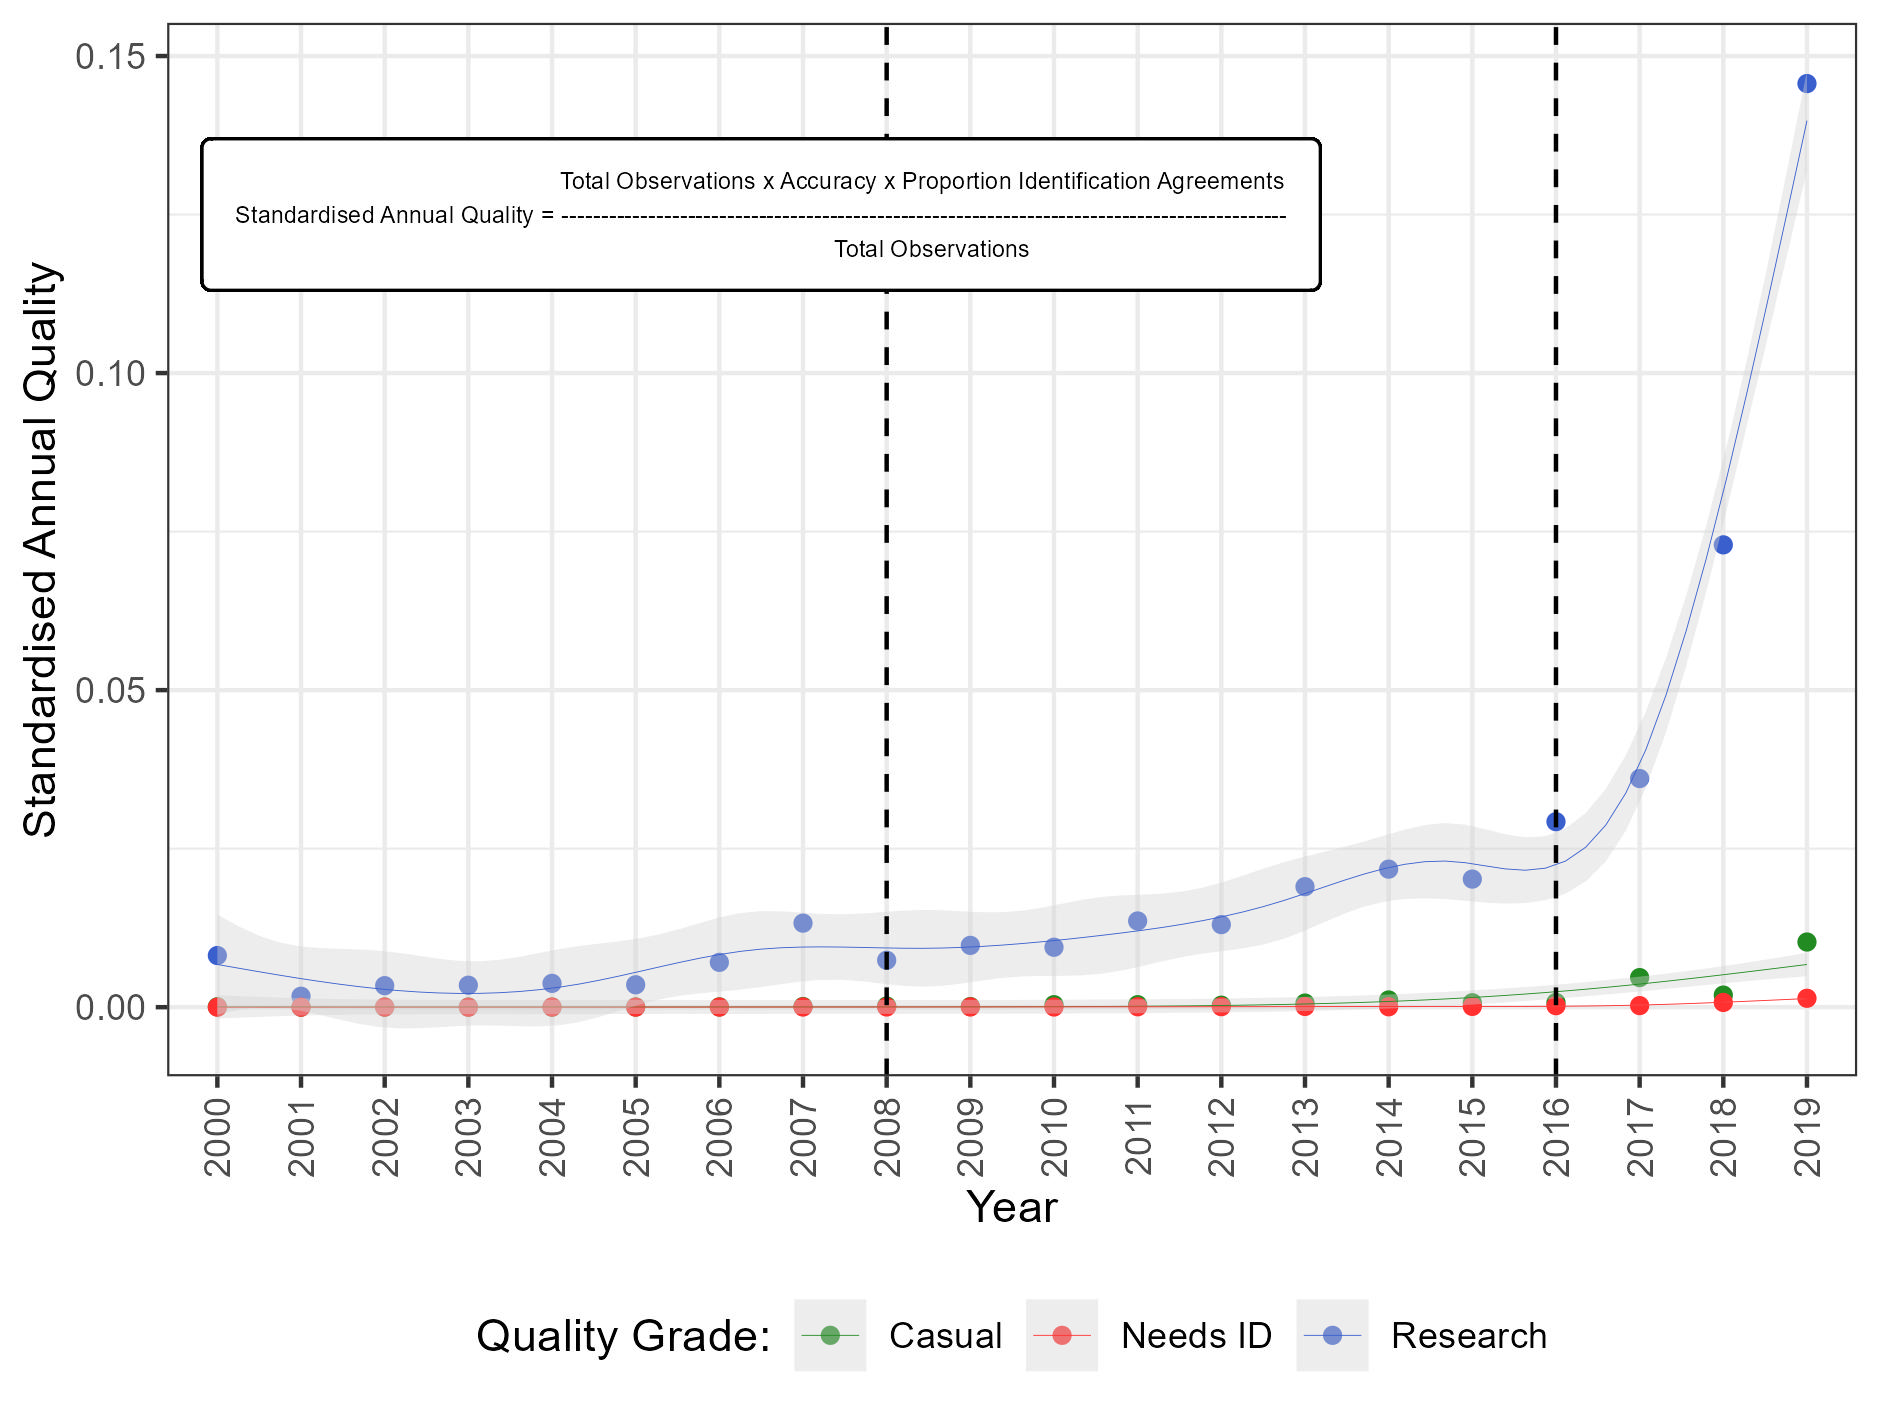 0.15
0.10
0.05
0.00
Standardised Annual Quality
Total Observations x Accuracy x Proportion Identification Agreements
Standardised Annual Quality = --------------------------------------------------------------------------------------------
Total Observations
2000 2001 2002 2003 2004 2005 2006 2007 2008 2009 2010 2011 2012 2013 2014 2015 2016 2017 2018 2019
Year
Quality Grade: Casual Needs ID Research